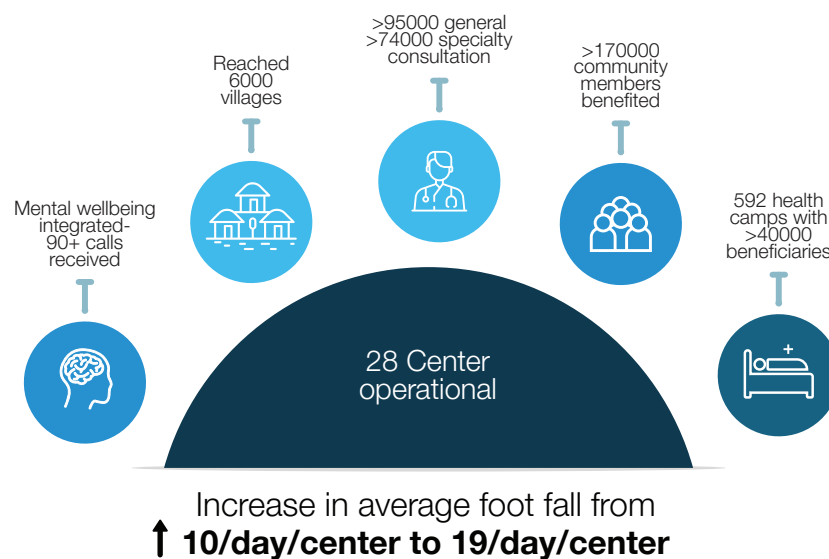 >95000 general
>74000 specialty
consultation
Reached
6000
villages
>170000
community
members
benefited
Mental wellbeing
integrated-
90+ calls
received
592 health
camps with
>40000
beneficiaries
28 Center
operational
Increase in average foot fall from
10/day/center to 19/day/center